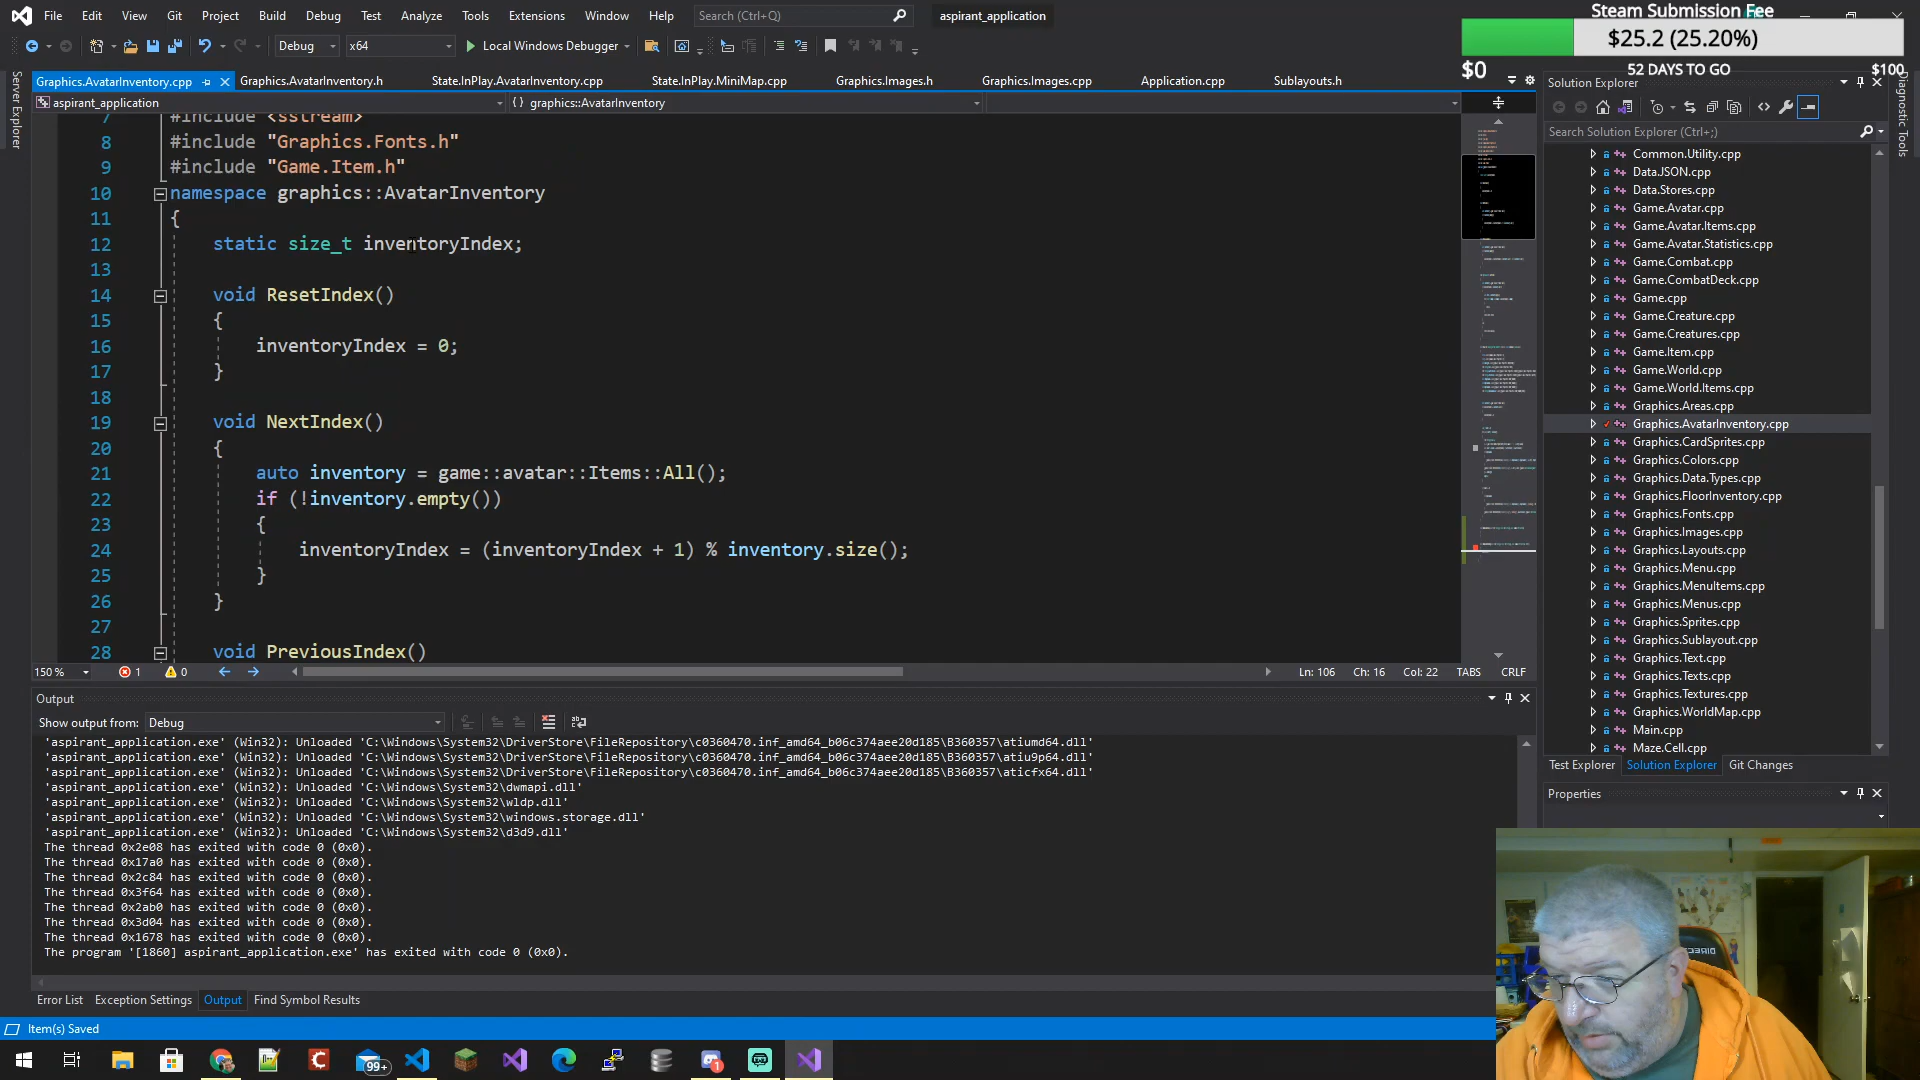 File Edit View Git Project Build Debug Test Analyze Tools Extensions Window Help Search (Ctrl+Q) aspirant_application
Steam Submission Fee
$25.2 (25.20%)
$0 52 DAYS TO GO $100
Debug x64 Local Windows Debugger
Server Explorer
Graphics.AvatarInventory.cpp Graphics.AvatarInventory.h State.InPlay.AvatarInventory.cpp State.InPlay.MiniMap.cpp Graphics.Images.h Graphics.Images.cpp Application.cpp Sublayouts.h
aspirant_application {} graphics::AvatarInventory
7 #include <sstream>
8 #include "Graphics.Fonts.h"
9 #include "Game.Item.h"
10 namespace graphics::AvatarInventory
11 {
12 static size_t inventoryIndex;
13
14 void ResetIndex()
15 {
16 inventoryIndex = 0;
17 }
18
19 void NextIndex()
20 {
21 auto inventory = game::avatar::Items::All();
22 if (!inventory.empty())
23 {
24 inventoryIndex = (inventoryIndex + 1) % inventory.size();
25 }
26 }
27
28 void PreviousIndex()
150 % 1 0 Ln: 106 Ch: 16 Col: 22 TABS CRLF
Output
Show output from: Debug
'aspirant_application.exe' (Win32): Unloaded 'C:\Windows\System32\DriverStore\FileRepository\c0360470.inf_amd64_b06c374aee20d185\B360357\atiumd64.dll'
'aspirant_application.exe' (Win32): Unloaded 'C:\Windows\System32\DriverStore\FileRepository\c0360470.inf_amd64_b06c374aee20d185\B360357\atiu9p64.dll'
'aspirant_application.exe' (Win32): Unloaded 'C:\Windows\System32\DriverStore\FileRepository\c0360470.inf_amd64_b06c374aee20d185\B360357\aticfx64.dll'
'aspirant_application.exe' (Win32): Unloaded 'C:\Windows\System32\dwmapi.dll'
'aspirant_application.exe' (Win32): Unloaded 'C:\Windows\System32\wldp.dll'
'aspirant_application.exe' (Win32): Unloaded 'C:\Windows\System32\windows.storage.dll'
'aspirant_application.exe' (Win32): Unloaded 'C:\Windows\System32\d3d9.dll'
The thread 0x2e08 has exited with code 0 (0x0).
The thread 0x17a0 has exited with code 0 (0x0).
The thread 0x2c84 has exited with code 0 (0x0).
The thread 0x3f64 has exited with code 0 (0x0).
The thread 0x2ab0 has exited with code 0 (0x0).
The thread 0x3d04 has exited with code 0 (0x0).
The thread 0x1678 has exited with code 0 (0x0).
The program '[1860] aspirant_application.exe' has exited with code 0 (0x0).
Error List Exception Settings Output Find Symbol Results
Item(s) Saved
99+
1
Solution Explorer
Search Solution Explorer (Ctrl+;)
Common.Utility.cpp
Data.JSON.cpp
Data.Stores.cpp
Game.Avatar.cpp
Game.Avatar.Items.cpp
Game.Avatar.Statistics.cpp
Game.Combat.cpp
Game.CombatDeck.cpp
Game.cpp
Game.Creature.cpp
Game.Creatures.cpp
Game.Item.cpp
Game.World.cpp
Game.World.Items.cpp
Graphics.Areas.cpp
Graphics.AvatarInventory.cpp
Graphics.CardSprites.cpp
Graphics.Colors.cpp
Graphics.Data.Types.cpp
Graphics.FloorInventory.cpp
Graphics.Fonts.cpp
Graphics.Images.cpp
Graphics.Layouts.cpp
Graphics.Menu.cpp
Graphics.MenuItems.cpp
Graphics.Menus.cpp
Graphics.Sprites.cpp
Graphics.Sublayout.cpp
Graphics.Text.cpp
Graphics.Texts.cpp
Graphics.Textures.cpp
Graphics.WorldMap.cpp
Main.cpp
Maze.Cell.cpp
Test Explorer Solution Explorer Git Changes
Properties
Diagnostic Tools